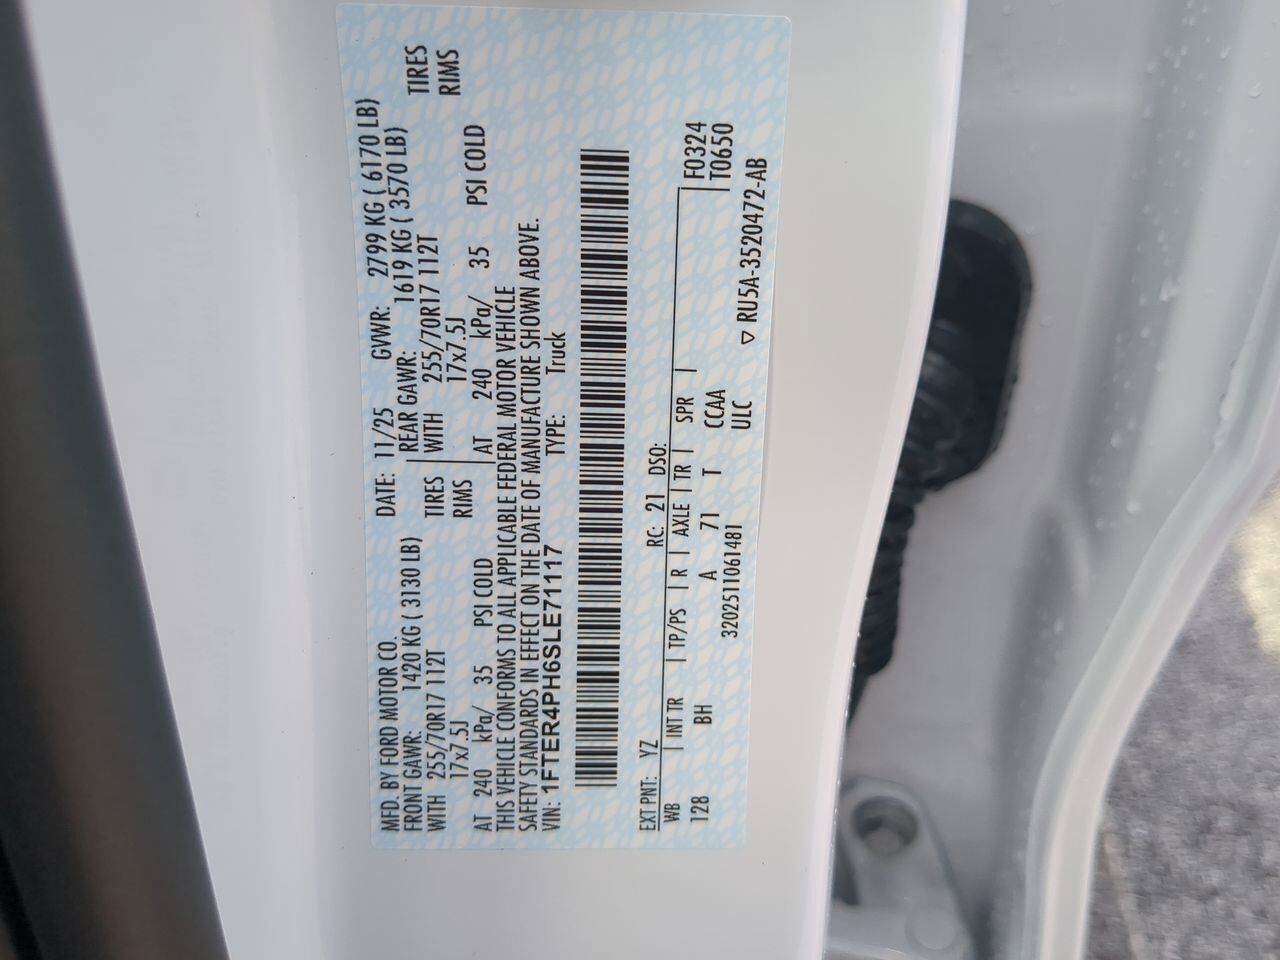 MFD. BY FORD MOTOR CO. DATE: 11/25 GVWR: 2799 KG ( 6170 LB)
FRONT GAWR: 1420 KG ( 3130 LB) REAR GAWR: 1619 KG ( 3570 LB)
WITH 255/70R17 112T TIRES WITH 255/70R17 112T TIRES
17x7.5J RIMS 17x7.5J RIMS
AT 240 kPa/ 35 PSI COLD AT 240 kPa/ 35 PSI COLD
THIS VEHICLE CONFORMS TO ALL APPLICABLE FEDERAL MOTOR VEHICLE
SAFETY STANDARDS IN EFFECT ON THE DATE OF MANUFACTURE SHOWN ABOVE.
VIN: 1FTER4PH6SLE71117 TYPE: Truck
EXT PNT: YZ RC: 21 DSO:
WB INT TR TP/PS R AXLE TR SPR F0324
128 BH A 71 T CCAA T0650
3202511061481 ULC ▽ RU5A-3520472-AB